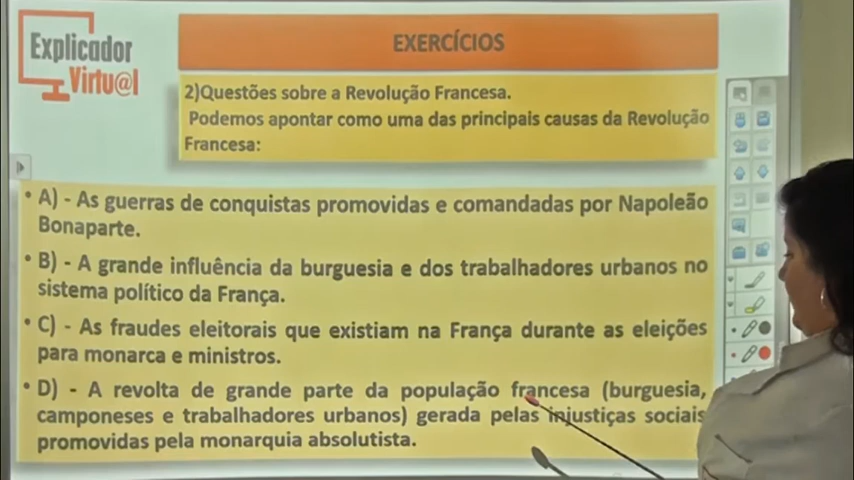 Explicador
Virtu@l
EXERCÍCIOS
2)Questões sobre a Revolução Francesa.
Podemos apontar como uma das principais causas da Revolução
Francesa:
• A) - As guerras de conquistas promovidas e comandadas por Napoleão
Bonaparte.
• B) - A grande influência da burguesia e dos trabalhadores urbanos no
sistema político da França.
• C) - As fraudes eleitorais que existiam na França durante as eleições
para monarca e ministros.
• D) - A revolta de grande parte da população francesa (burguesia,
camponeses e trabalhadores urbanos) gerada pelas injustiças sociais
promovidas pela monarquia absolutista.